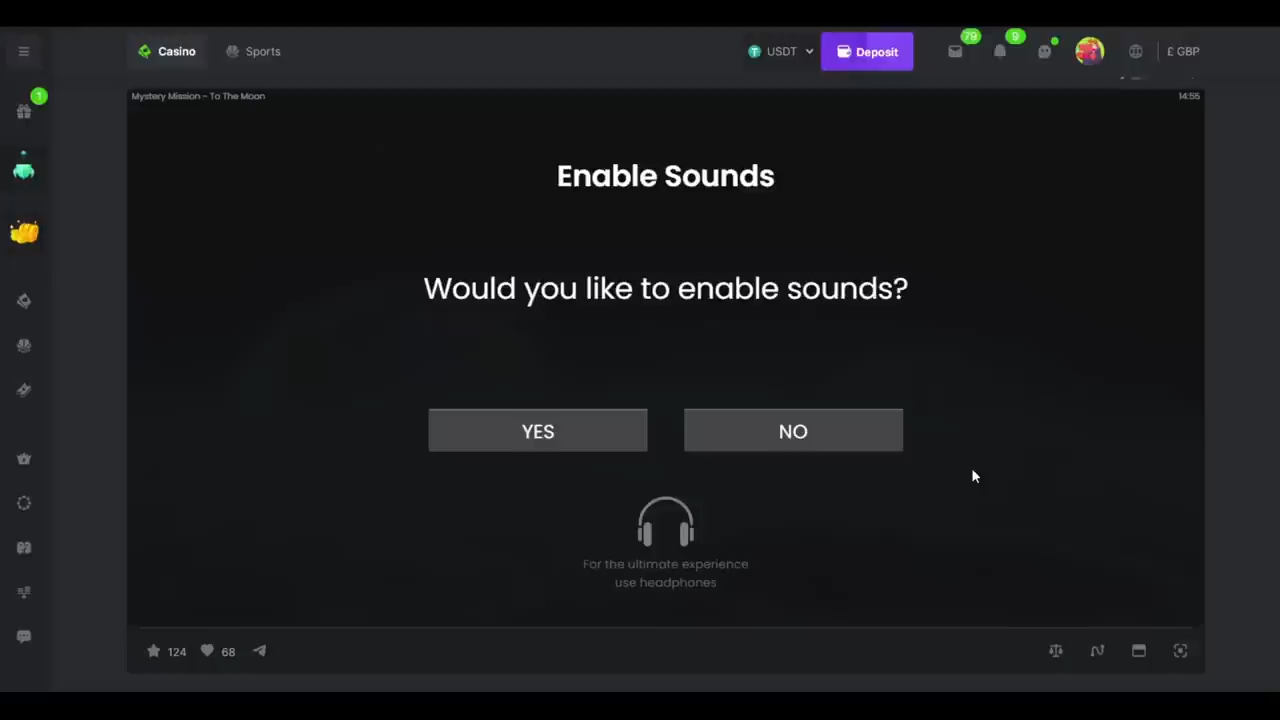 Casino
Sports
USDT
Deposit
79
9
£ GBP
1
Mystery Mission - To The Moon
14:55
Enable Sounds
Would you like to enable sounds?
YES
NO
For the ultimate experience
use headphones
124
68